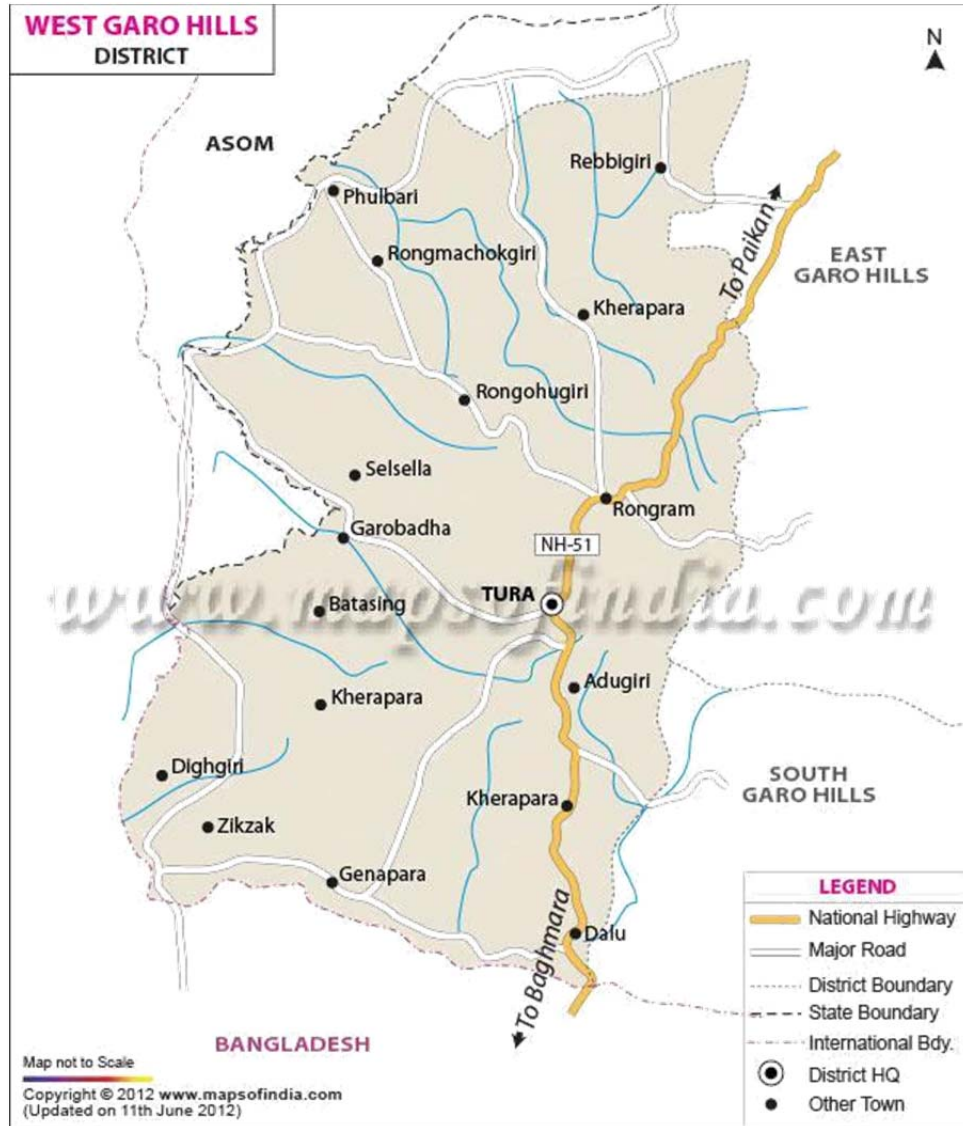 WEST GARO HILLS
DISTRICT
N
ASOM
Rebbigiri
Phulbari
To Paikan
Rongmachokgiri
EAST
GARO HILLS
Kherapara
Rongohugiri
Selsella
Rongram
Garobadha
NH-51
www.mapsofindia.com
TURA
Batasing
Adugiri
Kherapara
Dighgiri
SOUTH
GARO HILLS
Kherapara
Zikzak
Genapara
Dalu
To Baghmara
BANGLADESH
LEGEND
National Highway
Major Road
District Boundary
State Boundary
International Bdy.
District HQ
Other Town
Map not to Scale
Copyright © 2012 www.mapsofindia.com
(Updated on 11th June 2012)